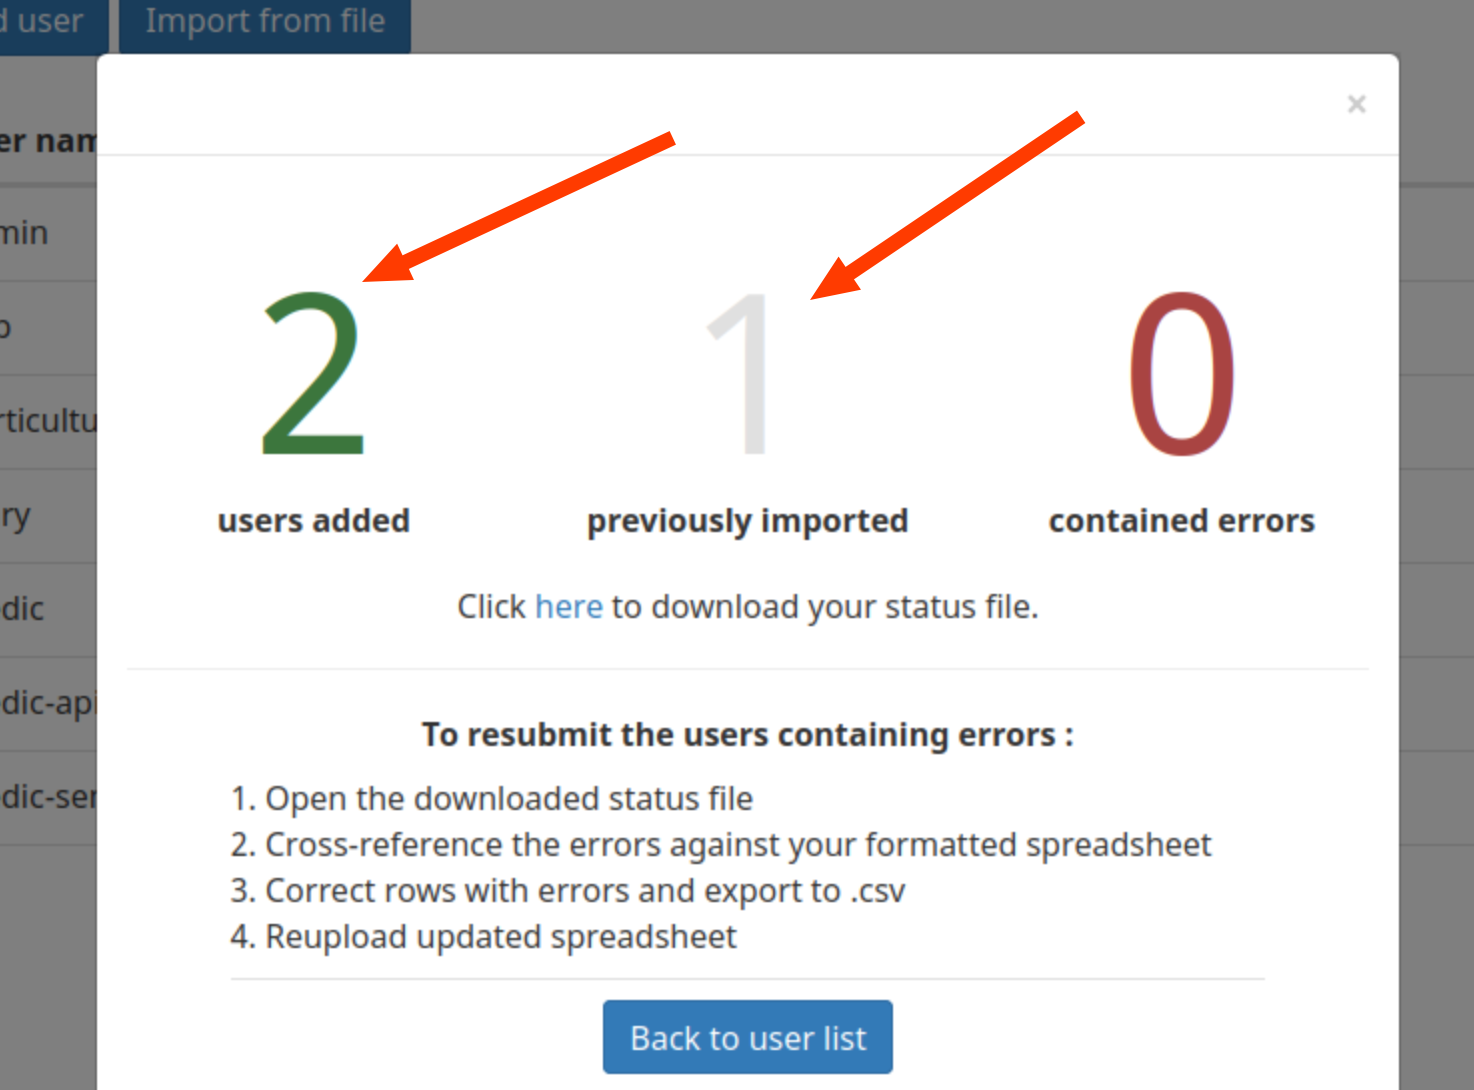 d user Import from file
×
er nam
min
2 1 0
rticultu
ry
users added previously imported contained errors
dic
Click here to download your status file.
dic-api
To resubmit the users containing errors :
dic-ser
1. Open the downloaded status file
2. Cross-reference the errors against your formatted spreadsheet
3. Correct rows with errors and export to .csv
4. Reupload updated spreadsheet
Back to user list